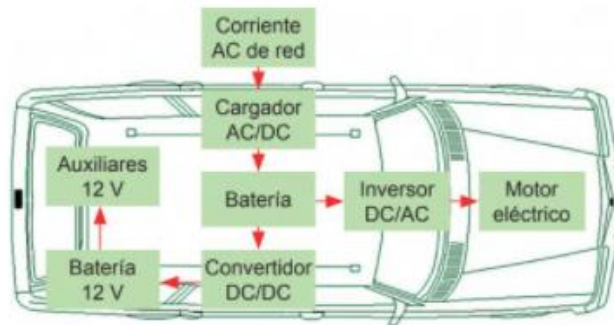 Corriente
AC de red
Cargador
AC/DC
Auxiliares
12 V
Batería
Inversor
DC/AC
Motor
eléctrico
Batería
12 V
Convertidor
DC/DC